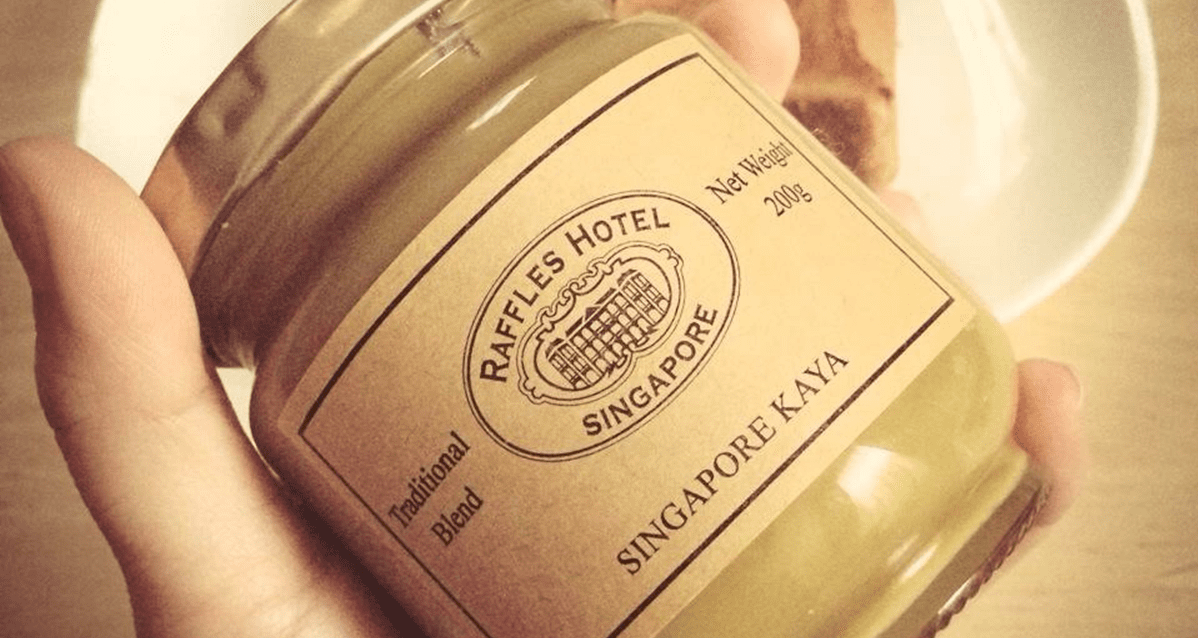 RAFFLES HOTEL
SINGAPORE
Net Weight
200g
Traditional
Blend
SINGAPORE KAYA